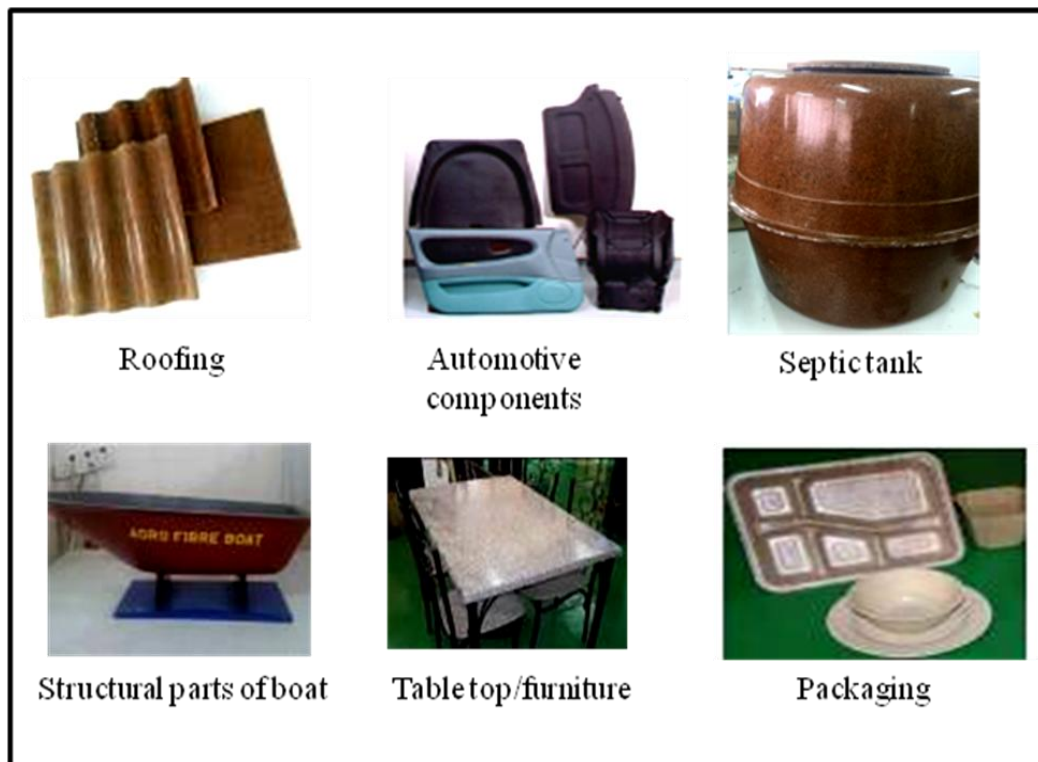 Roofing
Automotive
components
Septic tank
AGRO FIBRE BOAT
Structural parts of boat
Table top/furniture
Packaging